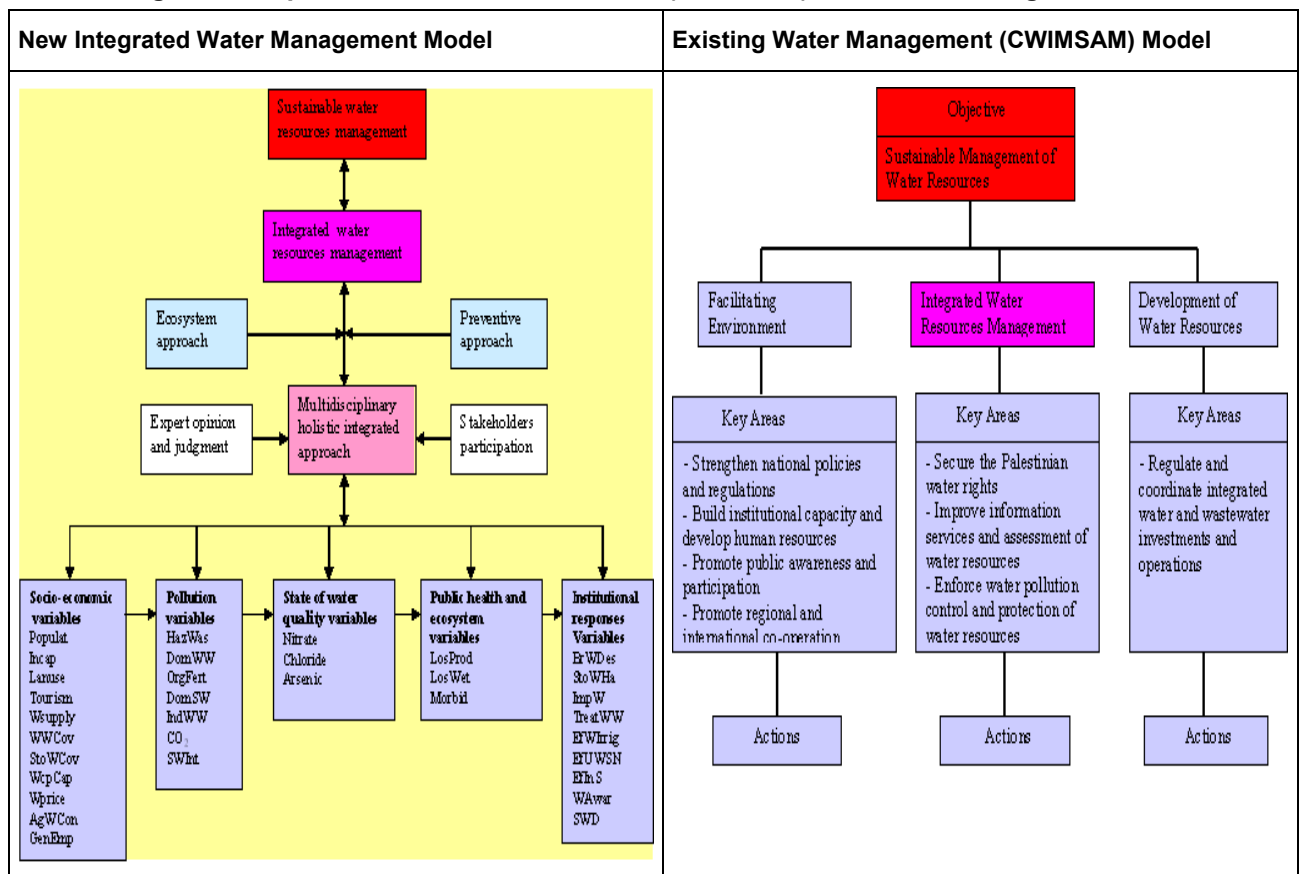 New Integrated Water Management Model
Sustainable water
resources management
Integrated water
resources management
Ecosystem
approach
Preventive
approach
Expert opinion
and judgment
Multidisciplinary
holistic integrated
approach
Stakeholders
participation
Socio-economic
variables
Populat
Incap
Lanuse
Tourism
Wsupply
WWCov
StoWCov
WcpCap
Wprice
AgWCon
GenEmp
Pollution
variables
HazWas
DomWW
OrgFert
DomSW
IndWW
CO₂
SWInt
State of water
quality variables
Nitrate
Chloride
Arsenic
Public health and
ecosystem
variables
LosProd
LosWet
Morbid
Institutional
responses
Variables
StoWHa
ImpW
TreatWW
EfWIrrig
EfUWSN
EfInS
WAwar
SWD
Existing Water Management (CWIMSAM) Model
Objective
Sustainable Management of
Water Resources
Facilitating
Environment
Integrated Water
Resources Management
Development of
Water Resources
Key Areas
- Strengthen national policies
and regulations
- Build institutional capacity and
develop human resources
- Promote public awareness and
participation
- Promote regional and
international co-operation
Key Areas
- Secure the Palestinian
water rights
- Improve information
services and assessment of
water resources
- Enforce water pollution
control and protection of
water resources
Key Areas
- Regulate and
coordinate integrated
water and wastewater
investments and
operations
Actions
Actions
Actions